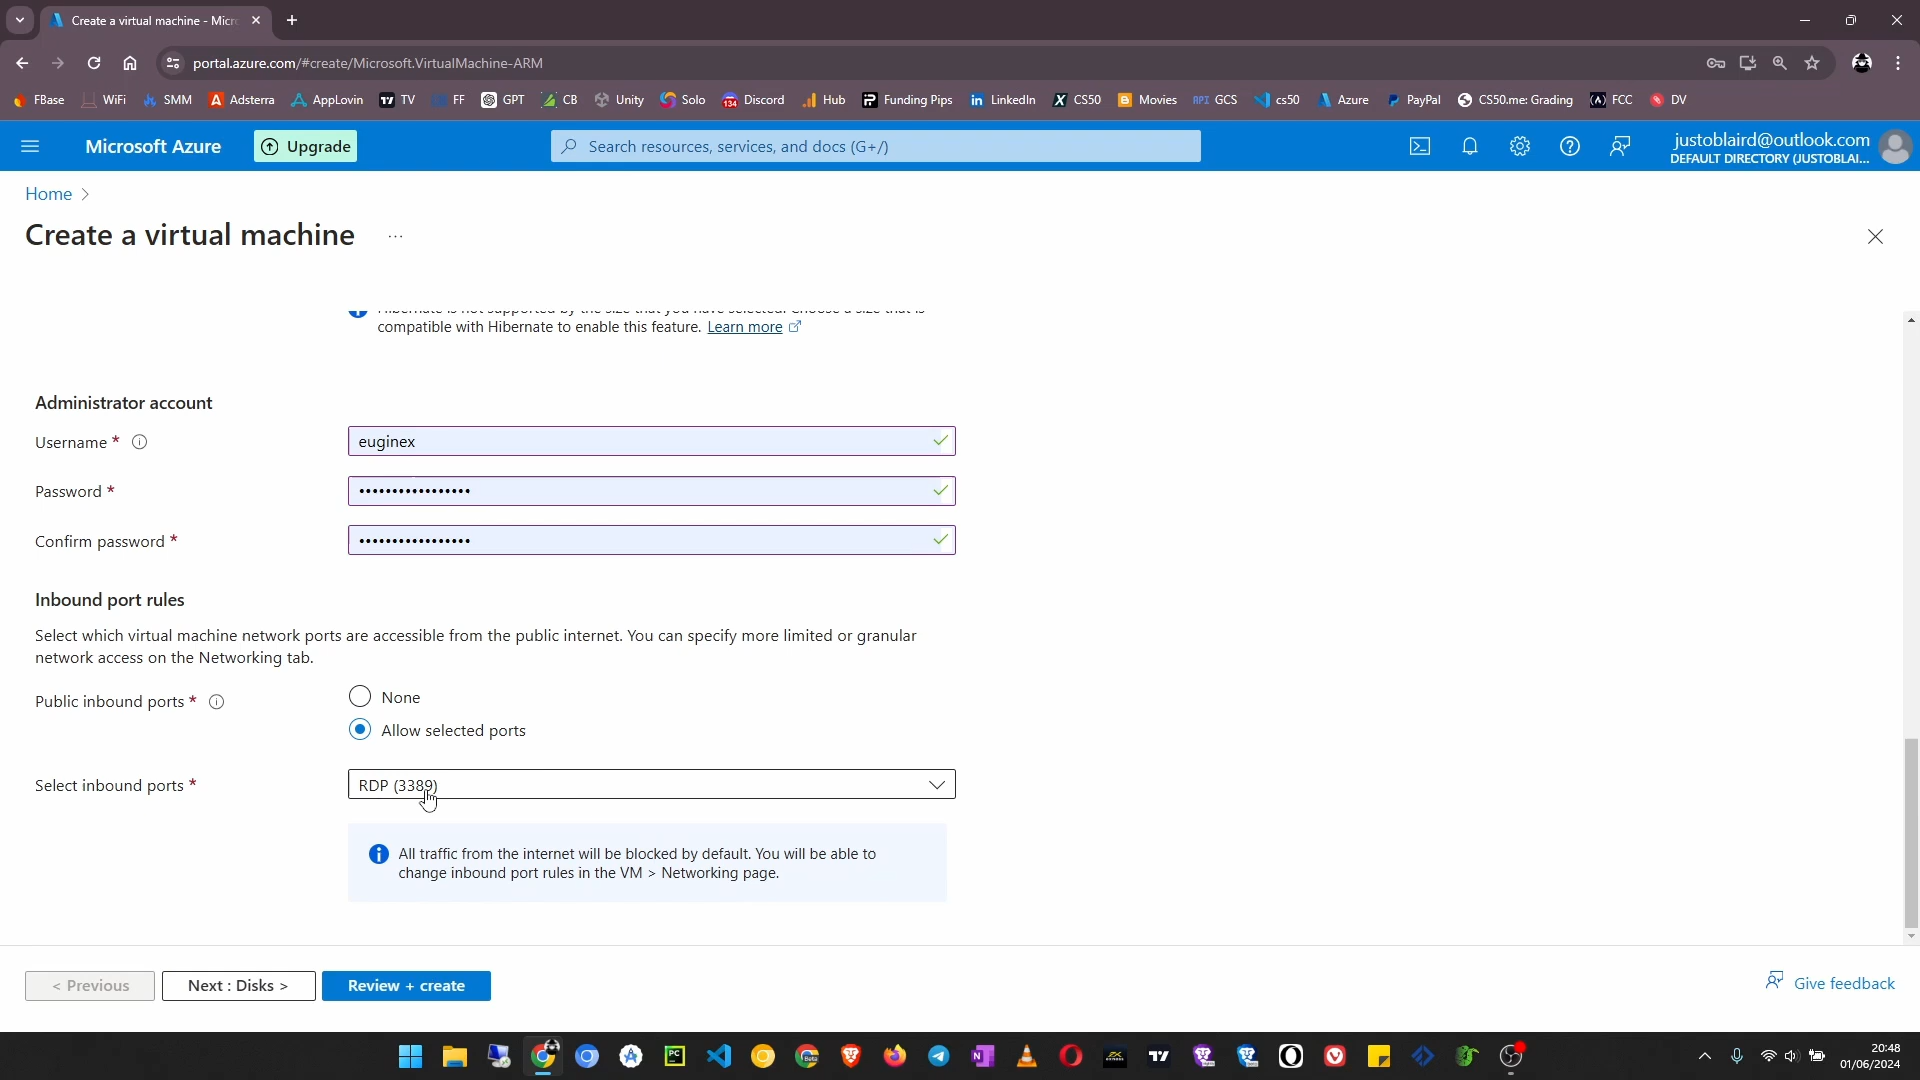 Create a virtual machine - Micr
portal.azure.com/#create/Microsoft.VirtualMachine-ARM
FBase
WiFi
SMM
Adsterra
AppLovin
TV
FF
GPT
CB
Unity
Solo
134
Discord
Hub
Funding Pips
LinkedIn
CS50
Movies
API GCS
cs50
Azure
PayPal
CS50.me: Grading
FCC
DV
Microsoft Azure
Upgrade
Search resources, services, and docs (G+/)
justoblaird@outlook.com
DEFAULT DIRECTORY (JUSTOBLAI...
Home >
Create a virtual machine
...
Hibernate is not supported by the size that you have selected. Choose a size that is
compatible with Hibernate to enable this feature. Learn more
Administrator account
Username *
euginex
Password *
•••••••••••••••••
Confirm password *
•••••••••••••••••
Inbound port rules
Select which virtual machine network ports are accessible from the public internet. You can specify more limited or granular
network access on the Networking tab.
Public inbound ports *
None
Allow selected ports
Select inbound ports *
RDP (3389)
All traffic from the internet will be blocked by default. You will be able to
change inbound port rules in the VM > Networking page.
< Previous
Next : Disks >
Review + create
Give feedback
20:48
01/06/2024